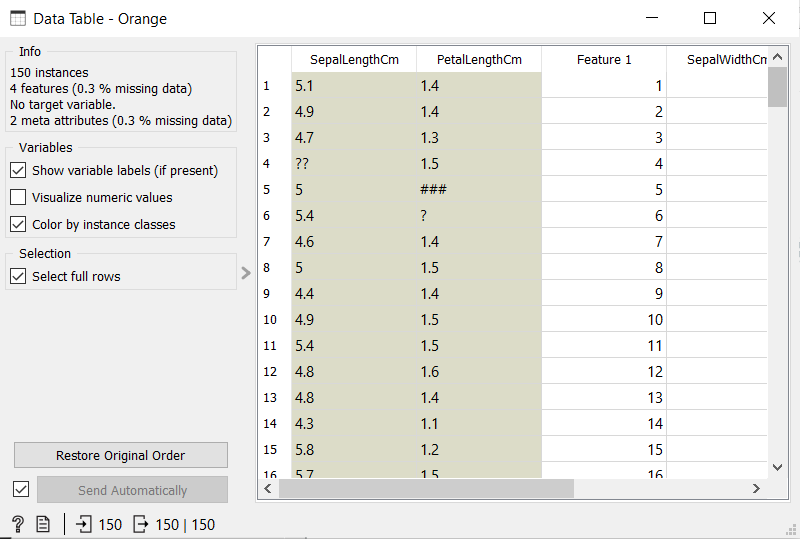 Data Table - Orange
Info
150 instances
4 features (0.3 % missing data)
No target variable.
2 meta attributes (0.3 % missing data)
Variables
Show variable labels (if present)
Visualize numeric values
Color by instance classes
Selection
Select full rows
Restore Original Order
Send Automatically
? 150 150 | 150
SepalLengthCm PetalLengthCm Feature 1 SepalWidthCm
1 5.1 1.4 1
2 4.9 1.4 2
3 4.7 1.3 3
4 ?? 1.5 4
5 5 ### 5
6 5.4 ? 6
7 4.6 1.4 7
8 5 1.5 8
9 4.4 1.4 9
10 4.9 1.5 10
11 5.4 1.5 11
12 4.8 1.6 12
13 4.8 1.4 13
14 4.3 1.1 14
15 5.8 1.2 15
16 5.7 1.5 16